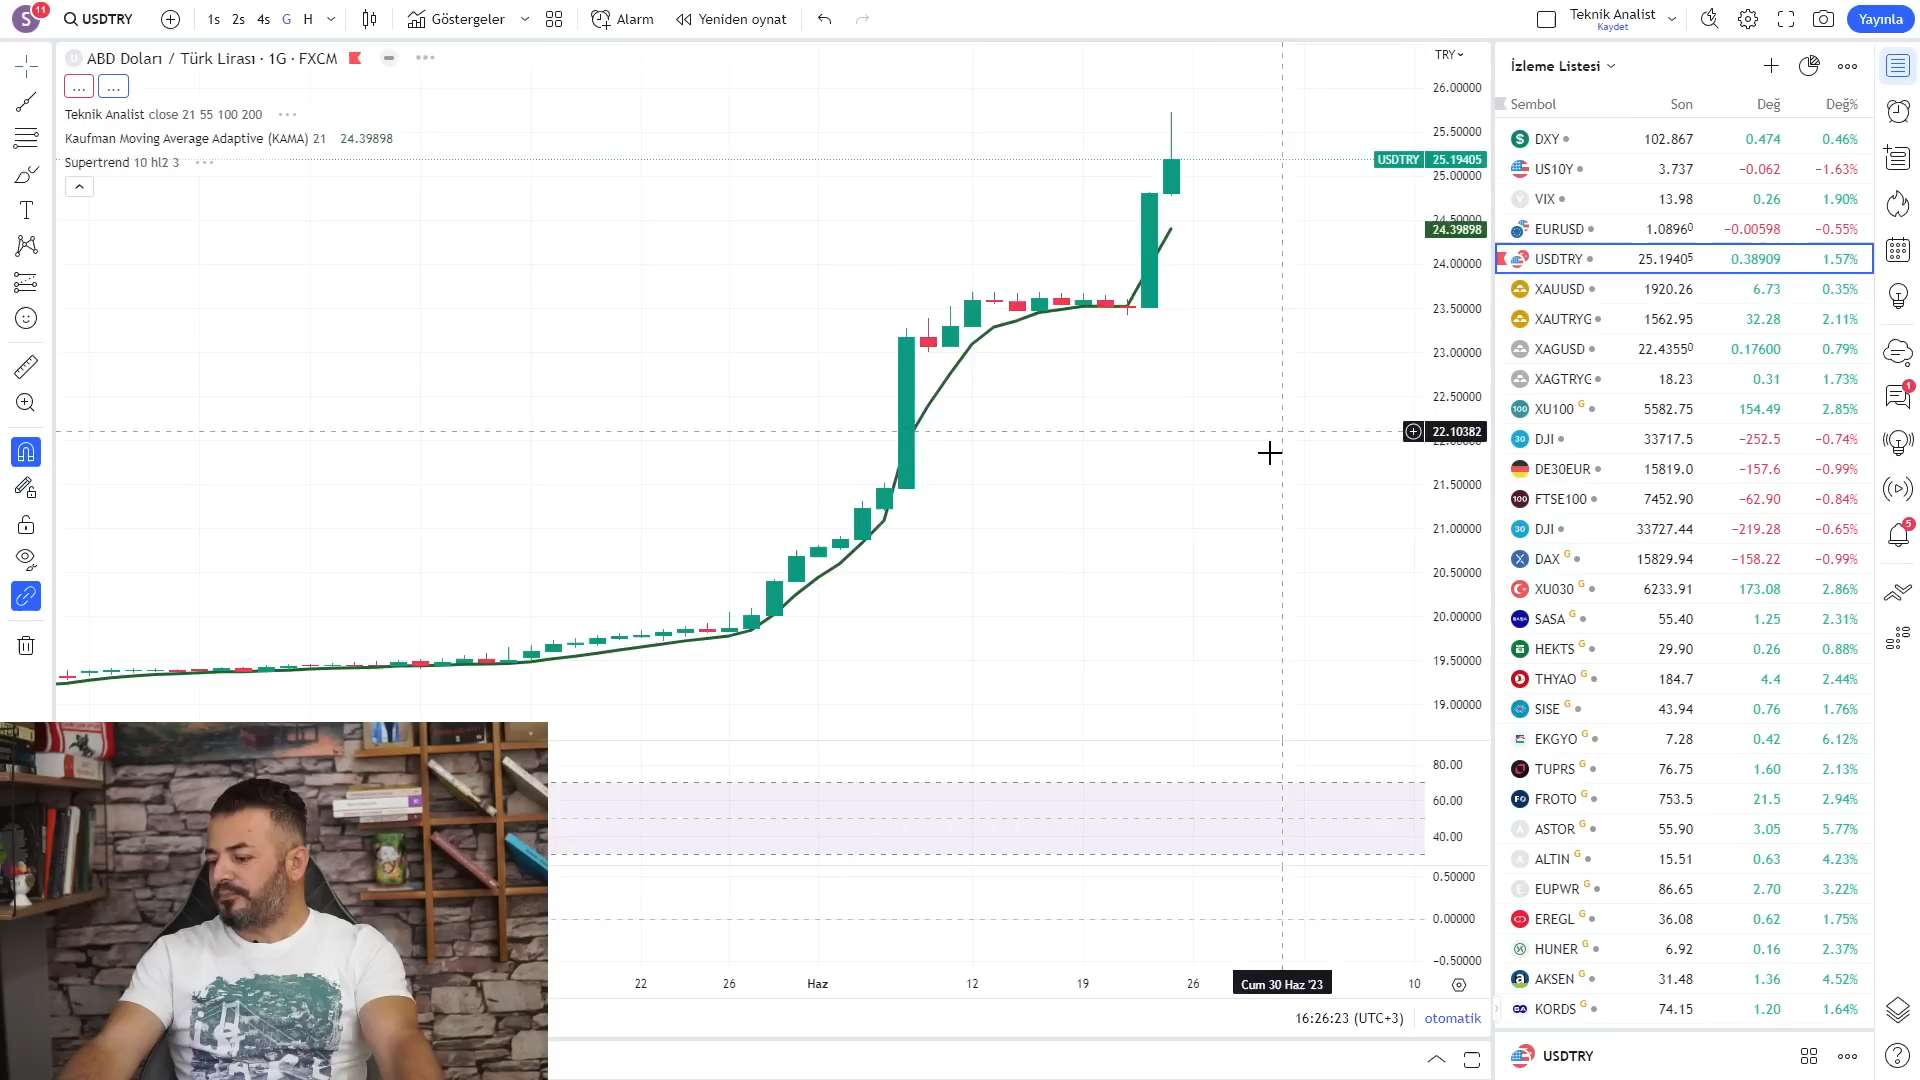 S 11 USDTRY 1s 2s 4s G H Göstergeler Alarm Yeniden oynat Teknik Analist Kaydet Yayınla
U ABD Doları / Türk Lirası · 1G · FXCM
... ...
Teknik Analist close 21 55 100 200
Kaufman Moving Average Adaptive (KAMA) 21 24.39898
Supertrend 10 hl2 3
TRY
26.00000
25.50000
USDTRY 25.19405
25.00000
24.50000
24.39898
24.00000
23.50000
23.00000
22.50000
22.10382
22.00000
21.50000
21.00000
20.50000
20.00000
19.50000
19.00000
80.00
60.00
40.00
0.50000
0.00000
−0.50000
22 26 Haz 12 19 26 Cum 30 Haz '23 10
16:26:23 (UTC+3) otomatik
İzleme Listesi
Sembol Son Değ Değ%
DXY 102.867 0.474 0.46%
US10Y 3.737 −0.062 −1.63%
VIX 13.98 0.26 1.90%
EURUSD 1.08960 −0.00598 −0.55%
USDTRY 25.19405 0.38909 1.57%
XAUUSD 1920.26 6.73 0.35%
XAUTRYG 1562.95 32.28 2.11%
XAGUSD 22.43550 0.17600 0.79%
XAGTRYG 18.23 0.31 1.73%
100 XU100 G 5582.75 154.49 2.85%
30 DJI 33717.5 −252.5 −0.74%
DE30EUR 15819.0 −157.6 −0.99%
100 FTSE100 7452.90 −62.90 −0.84%
30 DJI 33727.44 −219.28 −0.65%
X DAX G 15829.94 −158.22 −0.99%
XU030 G 6233.91 173.08 2.86%
SASA SASA G 55.40 1.25 2.31%
HEKTS G 29.90 0.26 0.88%
THYAO G 184.7 4.4 2.44%
SISE G 43.94 0.76 1.76%
EKGYO G 7.28 0.42 6.12%
TUPRS G 76.75 1.60 2.13%
FO FROTO G 753.5 21.5 2.94%
A ASTOR G 55.90 3.05 5.77%
A ALTIN G 15.51 0.63 4.23%
E EUPWR G 86.65 2.70 3.22%
EREGL G 36.08 0.62 1.75%
HUNER G 6.92 0.16 2.37%
a AKSEN G 31.48 1.36 4.52%
KORDS G 74.15 1.20 1.64%
USDTRY
1
5